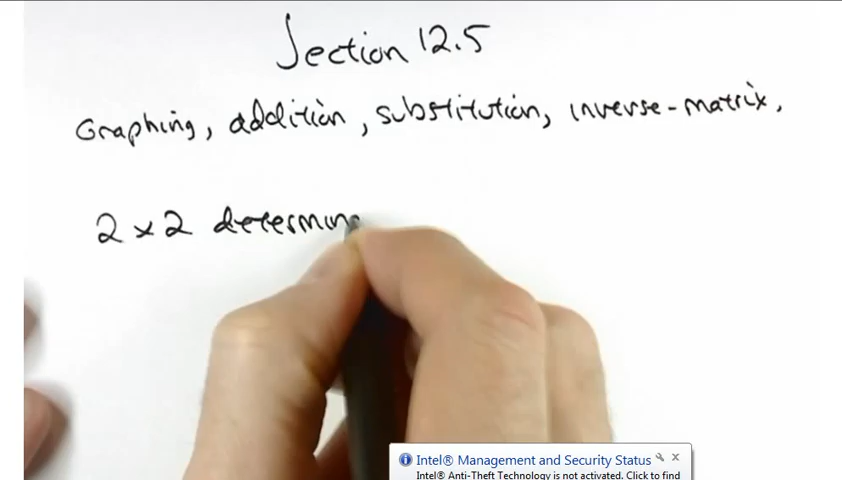 Section 12.5
Graphing, addition, substitution, inverse-matrix,
2 x 2 determin
Intel® Management and Security Status
Intel® Anti-Theft Technology is not activated. Click to find